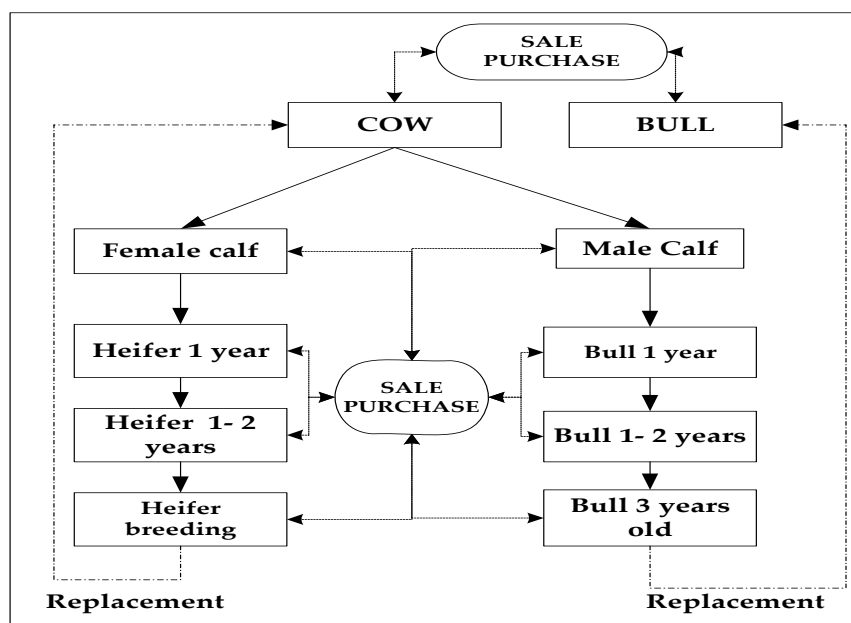 SALE
PURCHASE
COW
BULL
Female calf
Male Calf
Heifer 1 year
Bull 1 year
SALE
PURCHASE
Heifer 1- 2
years
Bull 1- 2 years
Heifer
breeding
Bull 3 years
old
Replacement
Replacement